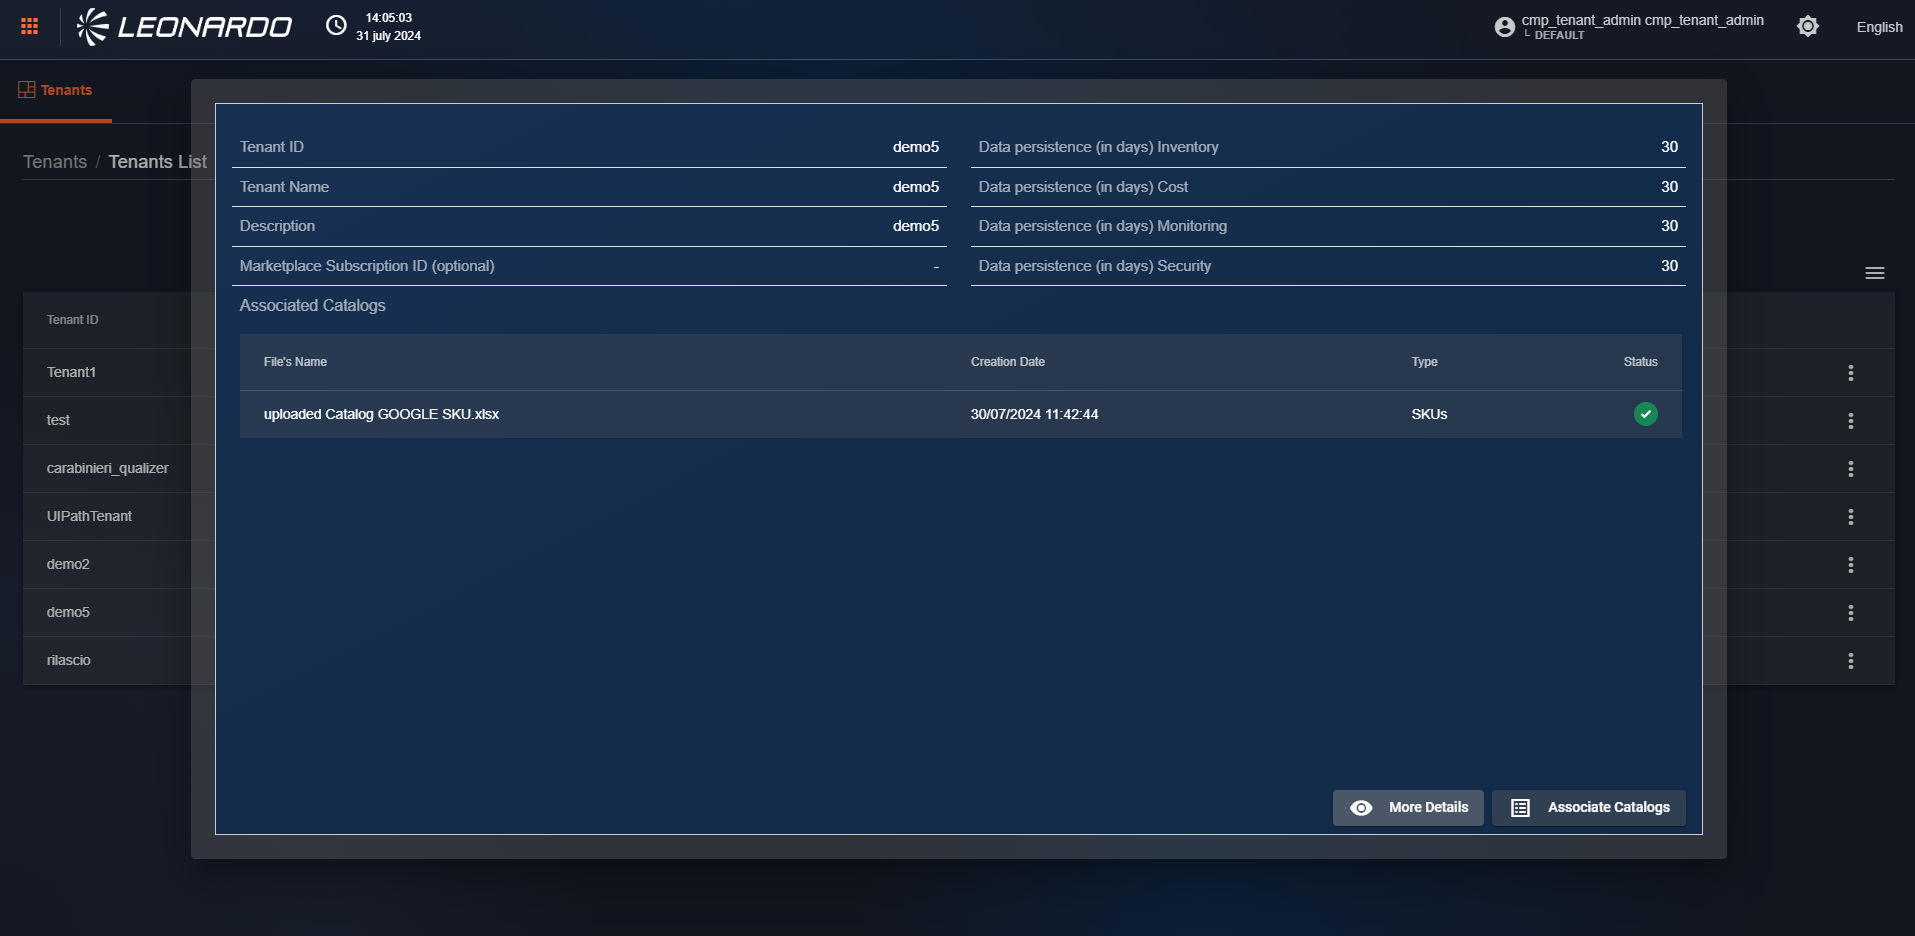 LEONARDO
14:05:03
31 july 2024
cmp_tenant_admin cmp_tenant_admin
└ DEFAULT
English
Tenants
Tenants / Tenants List
Tenant ID
Tenant1
test
carabinieri_qualizer
UIPathTenant
demo2
demo5
rilascio
Tenant ID demo5
Tenant Name demo5
Description demo5
Marketplace Subscription ID (optional) -
Data persistence (in days) Inventory 30
Data persistence (in days) Cost 30
Data persistence (in days) Monitoring 30
Data persistence (in days) Security 30
Associated Catalogs
File's Name Creation Date Type Status
uploaded Catalog GOOGLE SKU.xlsx 30/07/2024 11:42:44 SKUs
More Details
Associate Catalogs